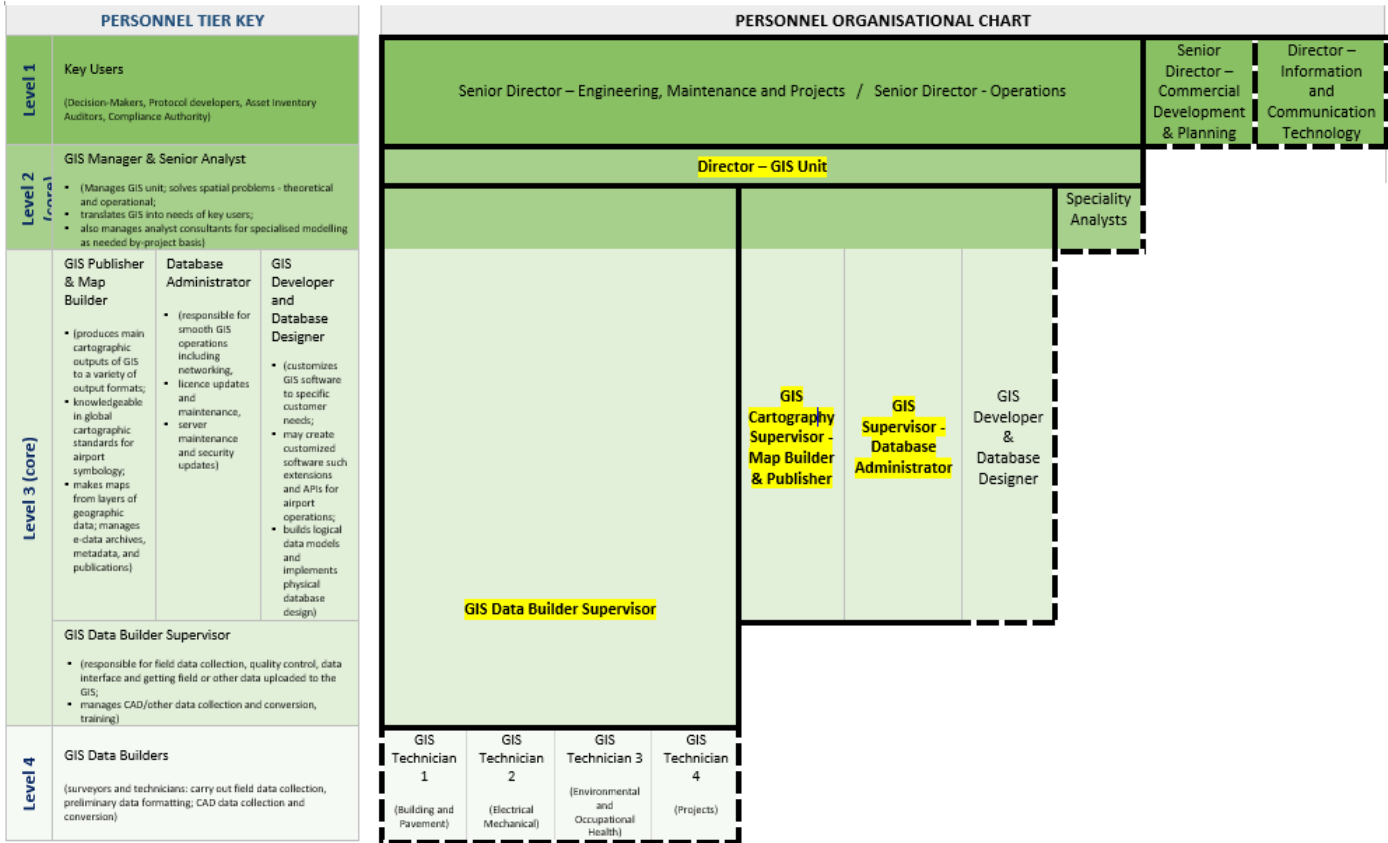 PERSONNEL TIER KEY
Level 1
Key Users
(Decision-Makers, Protocol developers, Asset Inventory
Auditors, Compliance Authority)
Level 2
(core)
GIS Manager & Senior Analyst
▪ (Manages GIS unit; solves spatial problems - theoretical
and operational;
▪ translates GIS into needs of key users;
▪ also manages analyst consultants for specialised modelling
as needed by-project basis)
Level 3 (core)
GIS Publisher
& Map
Builder
▪ (produces main
cartographic
outputs of GIS
to a variety of
output formats;
▪ knowledgeable
in global
cartographic
standards for
airport
symbology;
▪ makes maps
from layers of
geographic
data; manages
e-data archives,
metadata, and
publications)
Database
Administrator
▪ (responsible for
smooth GIS
operations
including
networking,
▪ licence updates
and
maintenance,
▪ server
maintenance
and security
updates)
GIS
Developer
and
Database
Designer
▪ (customizes
GIS software
to specific
customer
needs;
▪ may create
customized
software such
extensions
and APIs for
airport
operations;
▪ builds logical
data models
and
implements
physical
database
design)
GIS Data Builder Supervisor
▪ (responsible for field data collection, quality control, data
interface and getting field or other data uploaded to the
GIS;
▪ manages CAD/other data collection and conversion,
training)
Level 4
GIS Data Builders
(surveyors and technicians: carry out field data collection,
preliminary data formatting; CAD data collection and
conversion)
PERSONNEL ORGANISATIONAL CHART
Senior Director – Engineering, Maintenance and Projects / Senior Director - Operations
Senior
Director –
Commercial
Development
& Planning
Director –
Information
and
Communication
Technology
Director – GIS Unit
Speciality
Analysts
GIS Data Builder Supervisor
GIS
Cartography
Supervisor -
Map Builder
& Publisher
GIS
Supervisor -
Database
Administrator
GIS
Developer
&
Database
Designer
GIS
Technician
1
(Building and
Pavement)
GIS
Technician
2
(Electrical
Mechanical)
GIS
Technician 3
(Environmental
and
Occupational
Health)
GIS
Technician
4
(Projects)